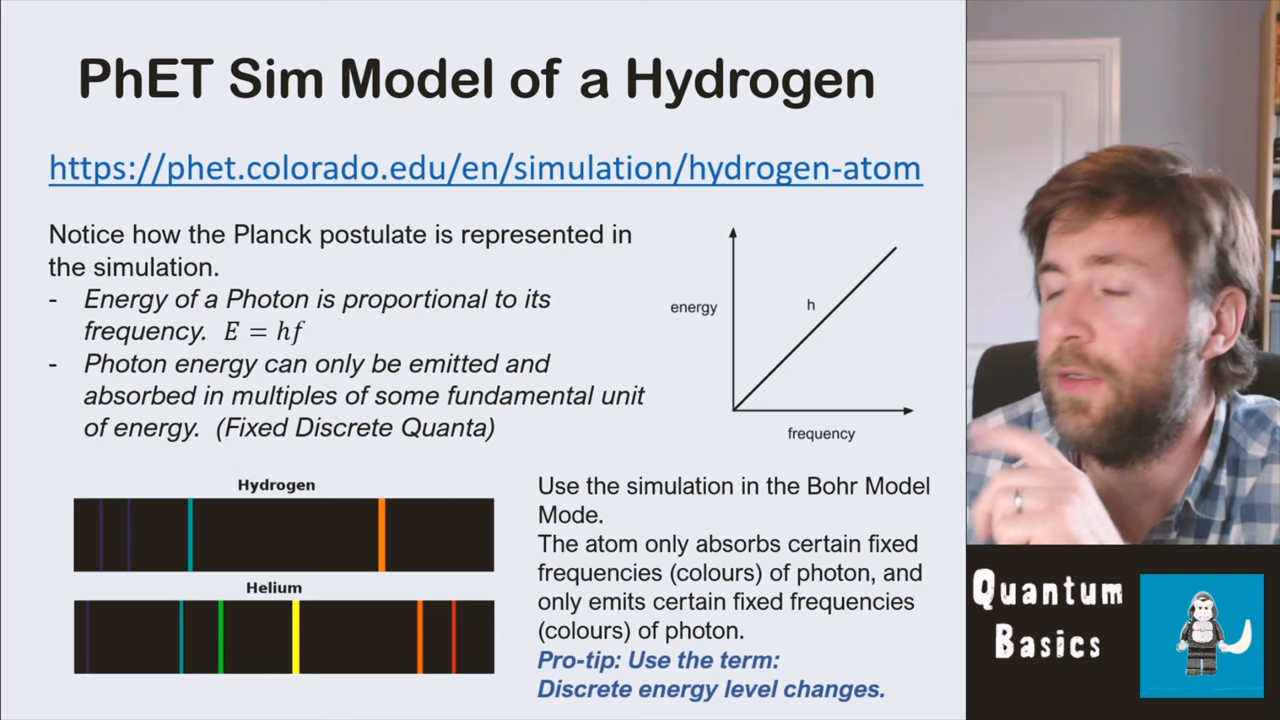 PhET Sim Model of a Hydrogen
https://phet.colorado.edu/en/simulation/hydrogen-atom
Notice how the Planck postulate is represented in
the simulation.
- Energy of a Photon is proportional to its
frequency. E = hf
- Photon energy can only be emitted and
absorbed in multiples of some fundamental unit
of energy. (Fixed Discrete Quanta)
energy
h
frequency
Hydrogen
Helium
Use the simulation in the Bohr Model
Mode.
The atom only absorbs certain fixed
frequencies (colours) of photon, and
only emits certain fixed frequencies
(colours) of photon.
Pro-tip: Use the term:
Discrete energy level changes.
Quantum
Basics